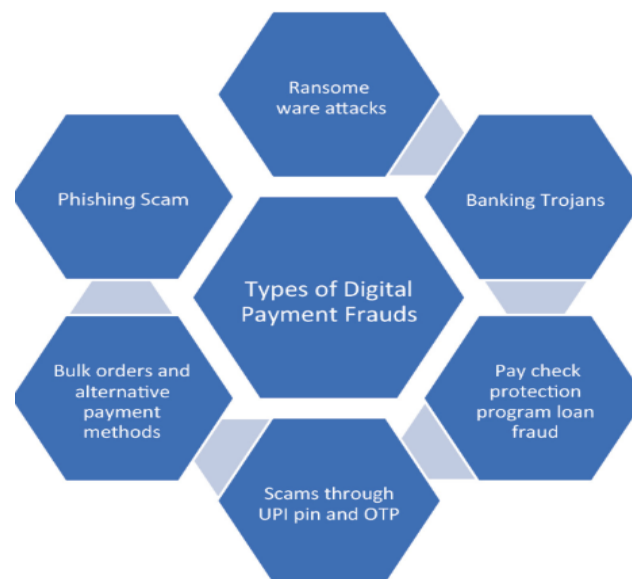 Ransome
ware attacks
Phishing Scam
Banking Trojans
Types of Digital
Payment Frauds
Bulk orders and
alternative
payment
methods
Pay check
protection
program loan
fraud
Scams through
UPI pin and OTP